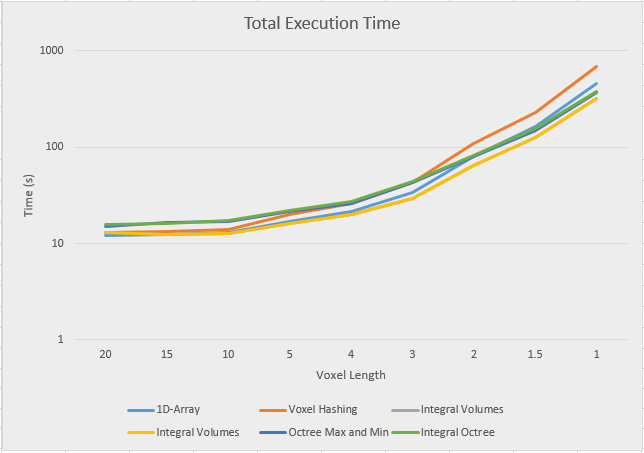 Total Execution Time
1000
100
10
1
Time (s)
20 15 10 5 4 3 2 1.5 1
Voxel Length
1D-Array Voxel Hashing Integral Volumes
Integral Volumes Octree Max and Min Integral Octree